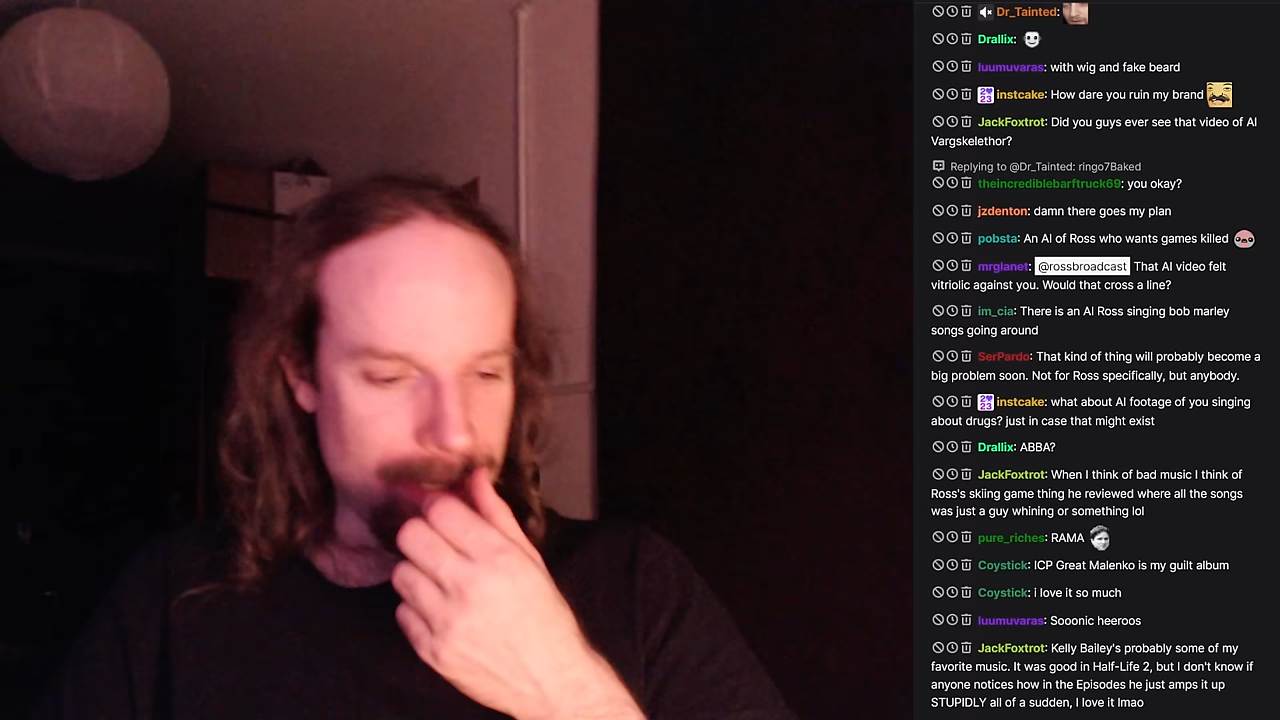 Dr_Tainted:
Drallix:
luumuvaras: with wig and fake beard
instcake: How dare you ruin my brand
JackFoxtrot: Did you guys ever see that video of AI
Vargskelethor?
Replying to @Dr_Tainted: ringo7Baked
theincrediblebarftruck69: you okay?
jzdenton: damn there goes my plan
pobsta: An AI of Ross who wants games killed
mrglanet: @rossbroadcast That AI video felt
vitriolic against you. Would that cross a line?
im_cia: There is an AI Ross singing bob marley
songs going around
SerPardo: That kind of thing will probably become a
big problem soon. Not for Ross specifically, but anybody.
instcake: what about AI footage of you singing
about drugs? just in case that might exist
Drallix: ABBA?
JackFoxtrot: When I think of bad music I think of
Ross's skiing game thing he reviewed where all the songs
was just a guy whining or something lol
pure_riches: RAMA
Coystick: ICP Great Malenko is my guilt album
Coystick: i love it so much
luumuvaras: Sooonic heeroos
JackFoxtrot: Kelly Bailey's probably some of my
favorite music. It was good in Half-Life 2, but I don't know if
anyone notices how in the Episodes he just amps it up
STUPIDLY all of a sudden, I love it lmao